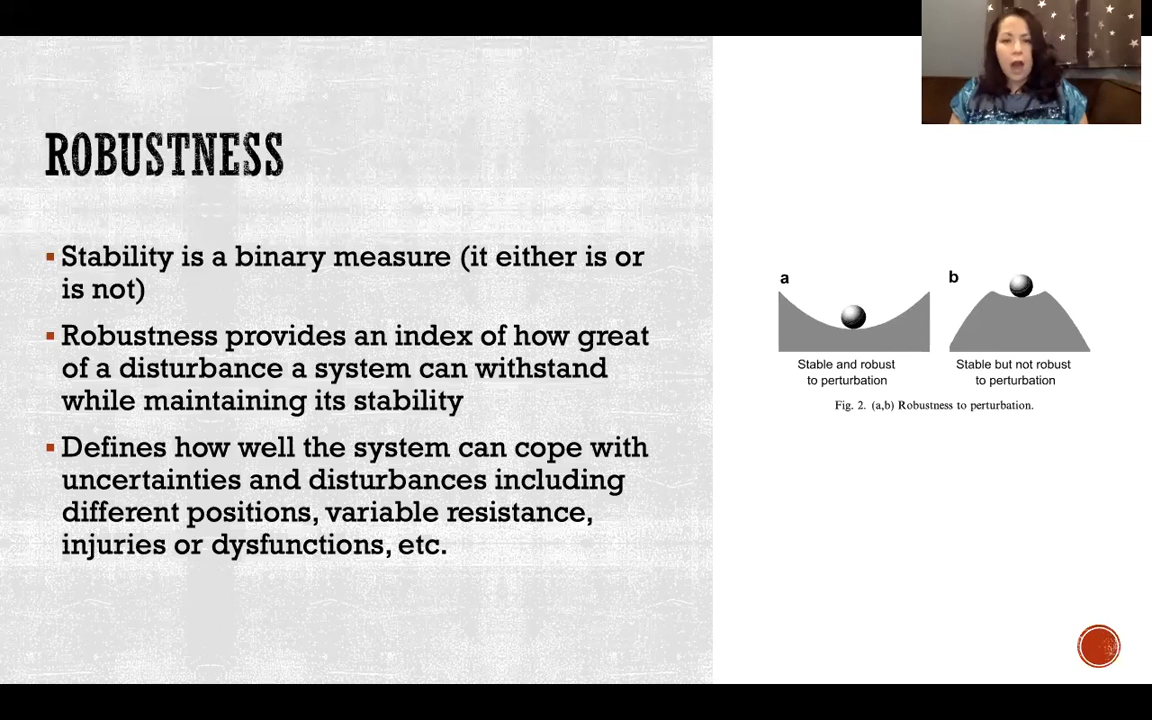 ROBUSTNESS
▪ Stability is a binary measure (it either is or
is not)
▪ Robustness provides an index of how great
of a disturbance a system can withstand
while maintaining its stability
▪ Defines how well the system can cope with
uncertainties and disturbances including
different positions, variable resistance,
injuries or dysfunctions, etc.
a
Stable and robust
to perturbation
b
Stable but not robust
to perturbation
Fig. 2. (a,b) Robustness to perturbation.